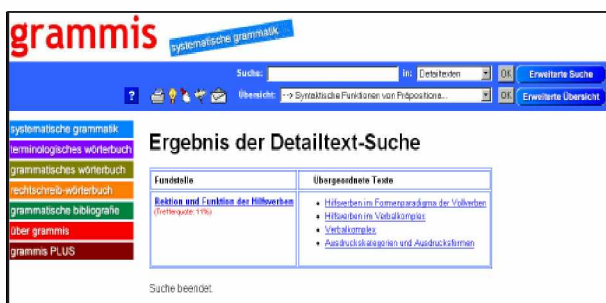 grammis
systematische grammatik
Suche: in: Detailtexten OK Erweiterte Suche
? Übersicht: --> Syntaktische Funktionen von Präpositiona... OK Erweiterte Übersicht
systematische grammatik
terminologisches wörterbuch
grammatisches wörterbuch
rechtschreib-wörterbuch
grammatische bibliografie
über grammis
grammis PLUS
Ergebnis der Detailtext-Suche
Fundstelle Übergeordnete Texte
Rektion und Funktion der Hilfsverben
(Trefferquote: 11%)
• Hilfsverben im Formenparadigma der Vollverben
• Hilfsverben im Verbalkomplex
• Verbalkomplex
• Ausdruckskategorien und Ausdrucksformen
Suche beendet.